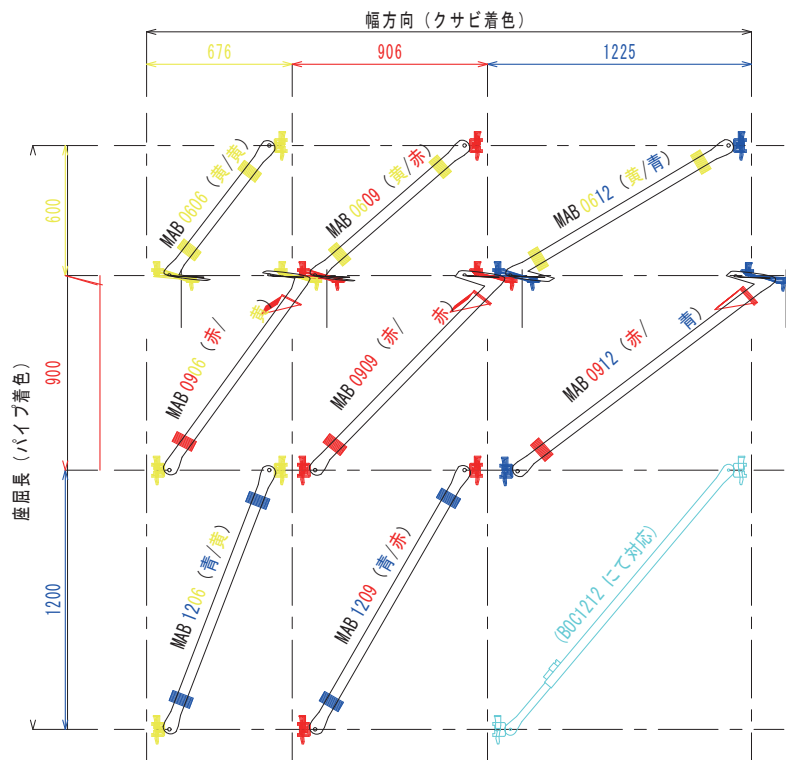 幅方向（クサビ着色）
676
906
1225
600
MAB 0606（黄/黄）
MAB 0609（黄/赤）
MAB 0612（黄/青）
座屈長（パイプ着色）
900
MAB 0906（赤/黄）
MAB 0909（赤/赤）
MAB 0912（赤/青）
1200
MAB 1206（青/黄）
MAB 1209（青/赤）
（BOC1212 にて対応）